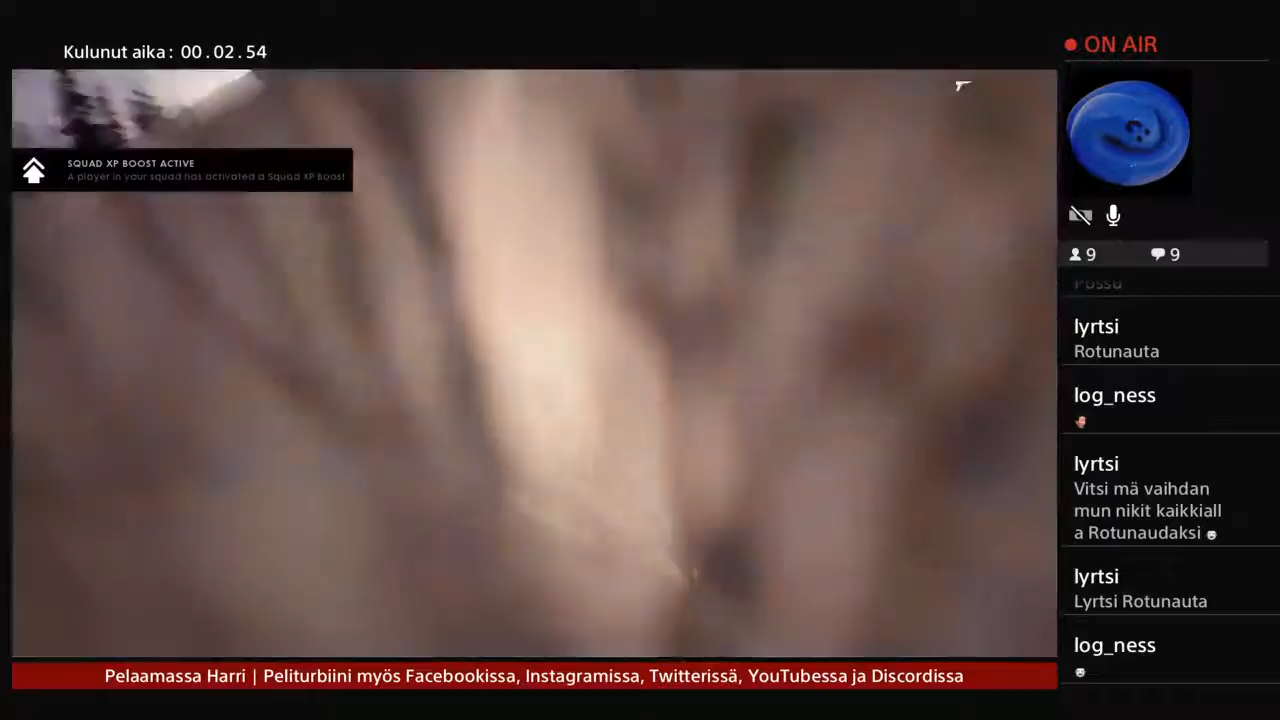 Kulunut aika: 00.02.54
ON AIR
SQUAD XP BOOST ACTIVE
A player in your squad has activated a Squad XP Boost
9
9
Possu
lyrtsi
Rotunauta
log_ness
lyrtsi
Vitsi mä vaihdan
mun nikit kaikkiall
a Rotunaudaksi
lyrtsi
Lyrtsi Rotunauta
log_ness
Pelaamassa Harri | Peliturbiini myös Facebookissa, Instagramissa, Twitterissä, YouTubessa ja Discordissa